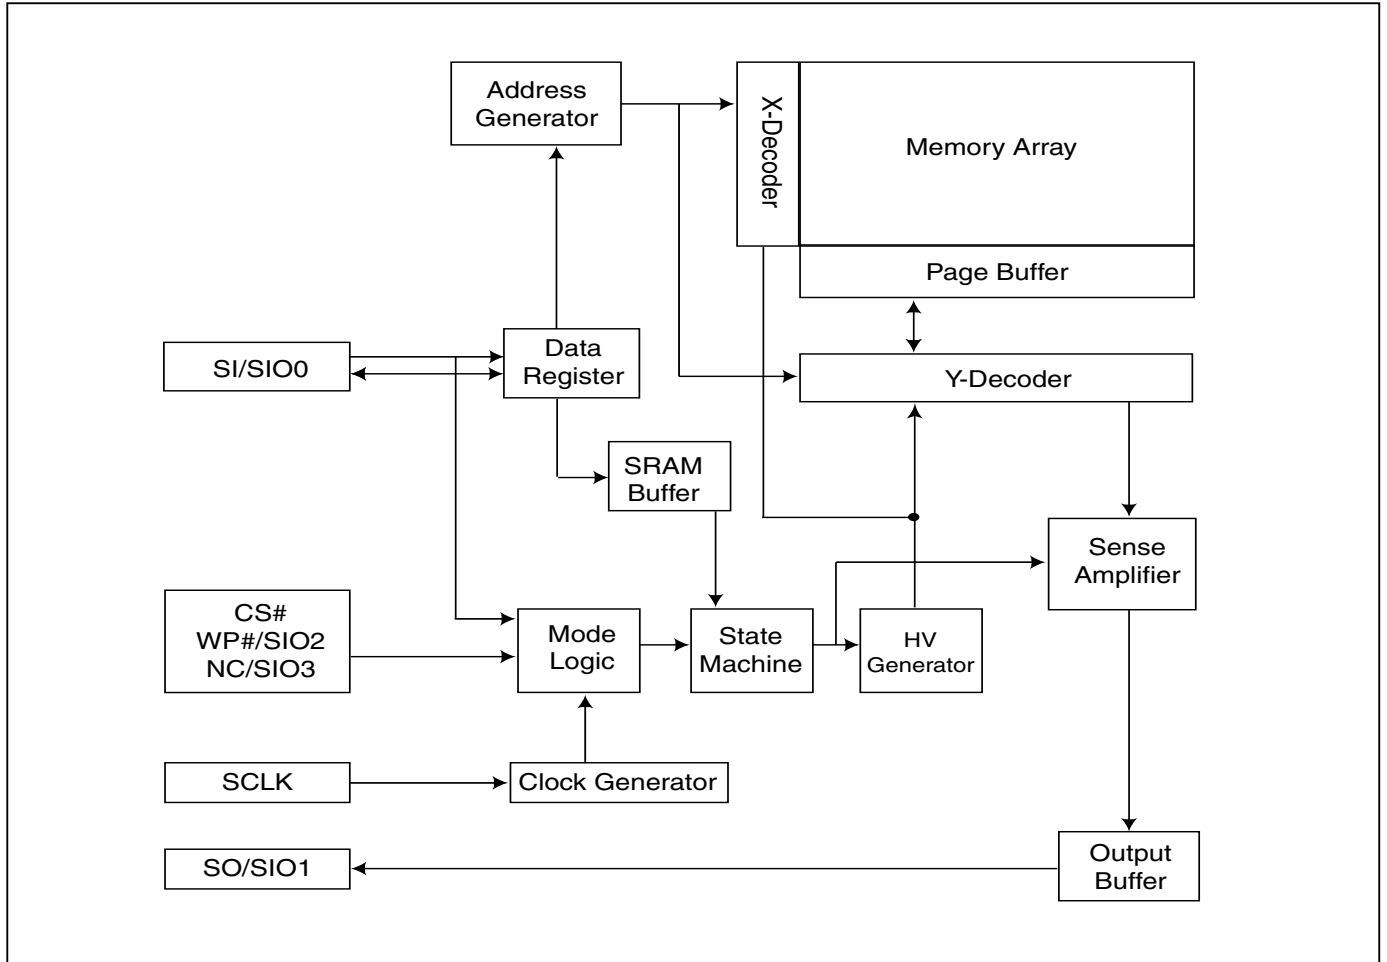 Address
Generator
X-Decoder
Memory Array
Page Buffer
SI/SIO0
Data
Register
Y-Decoder
SRAM
Buffer
Sense
Amplifier
CS#
WP#/SIO2
NC/SIO3
Mode
Logic
State
Machine
HV
Generator
SCLK
Clock Generator
SO/SIO1
Output
Buffer